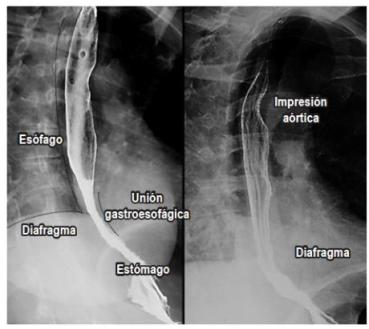 Esófago
Unión
gastroesofágica
Diafragma
Estómago
Impresión
aórtica
Diafragma